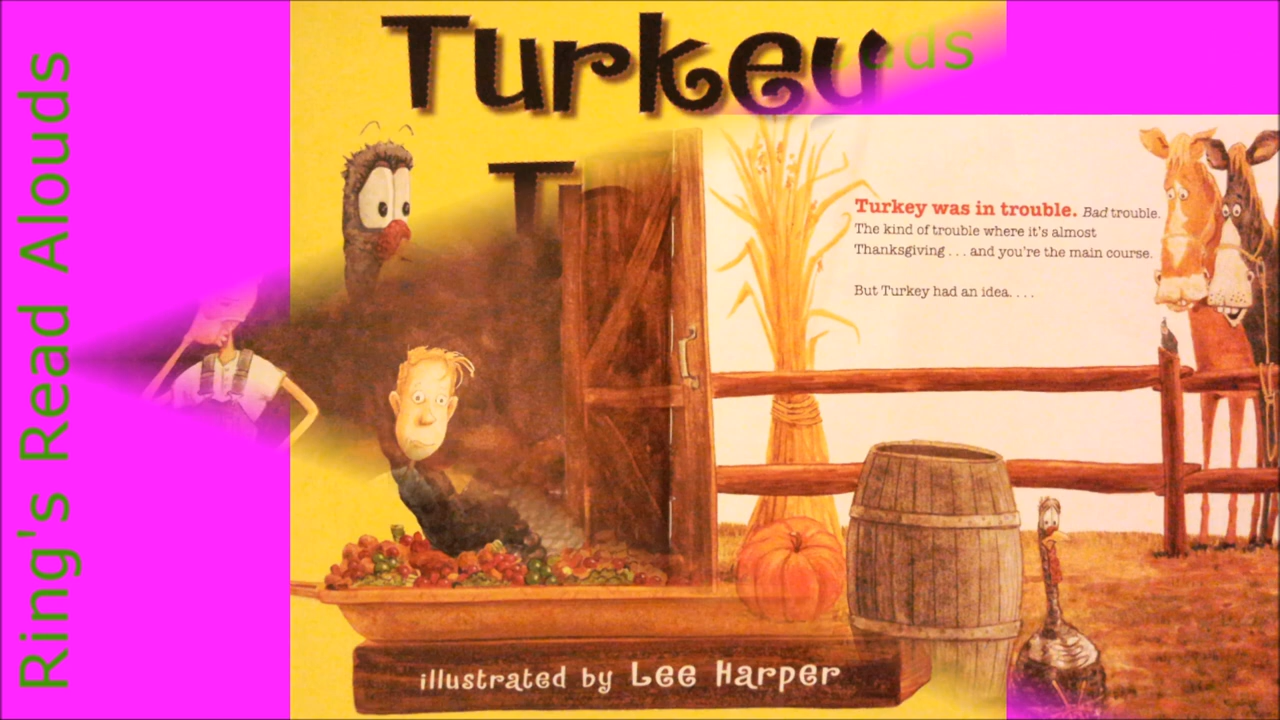 Ring's Read Alouds
Turkey
Turkey was in trouble. Bad trouble.
The kind of trouble where it's almost
Thanksgiving . . . and you're the main course.
But Turkey had an idea. . . .
illustrated by Lee Harper